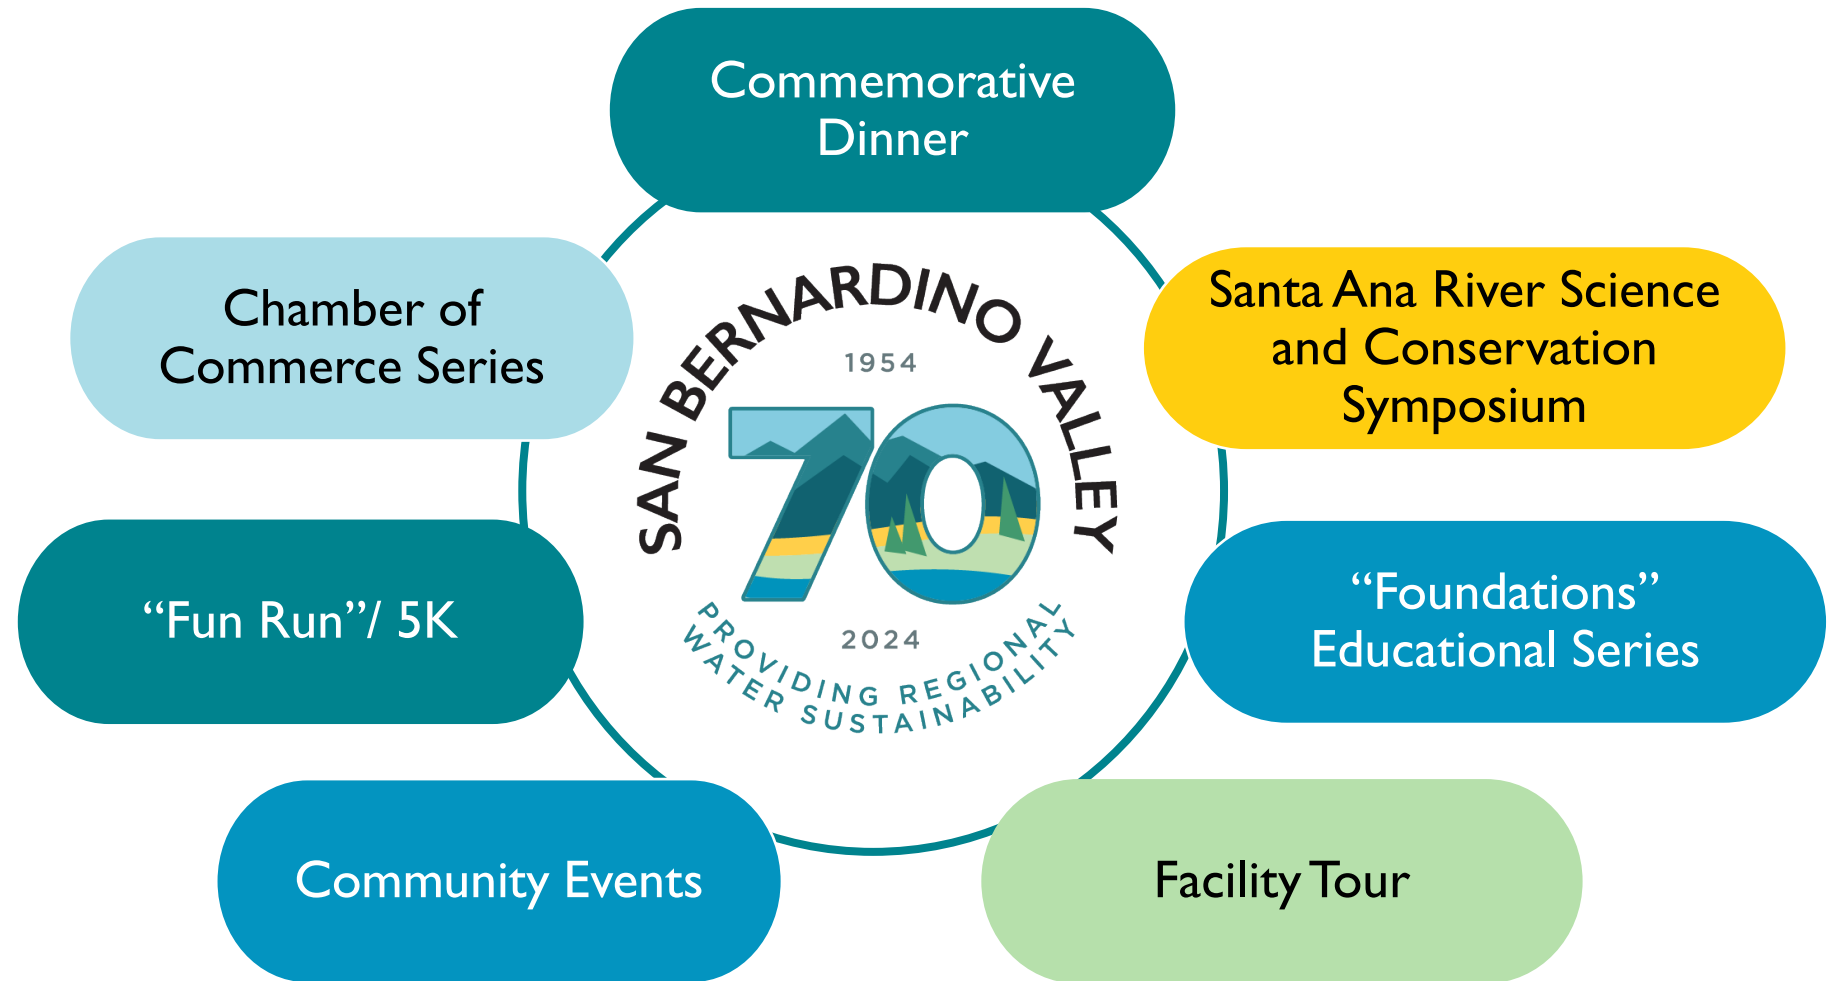 Commemorative
Dinner
Chamber of
Commerce Series
Santa Ana River Science
and Conservation
Symposium
SAN BERNARDINO VALLEY
1954
70
2024
PROVIDING REGIONAL
WATER SUSTAINABILITY
“Fun Run”/ 5K
“Foundations”
Educational Series
Community Events
Facility Tour